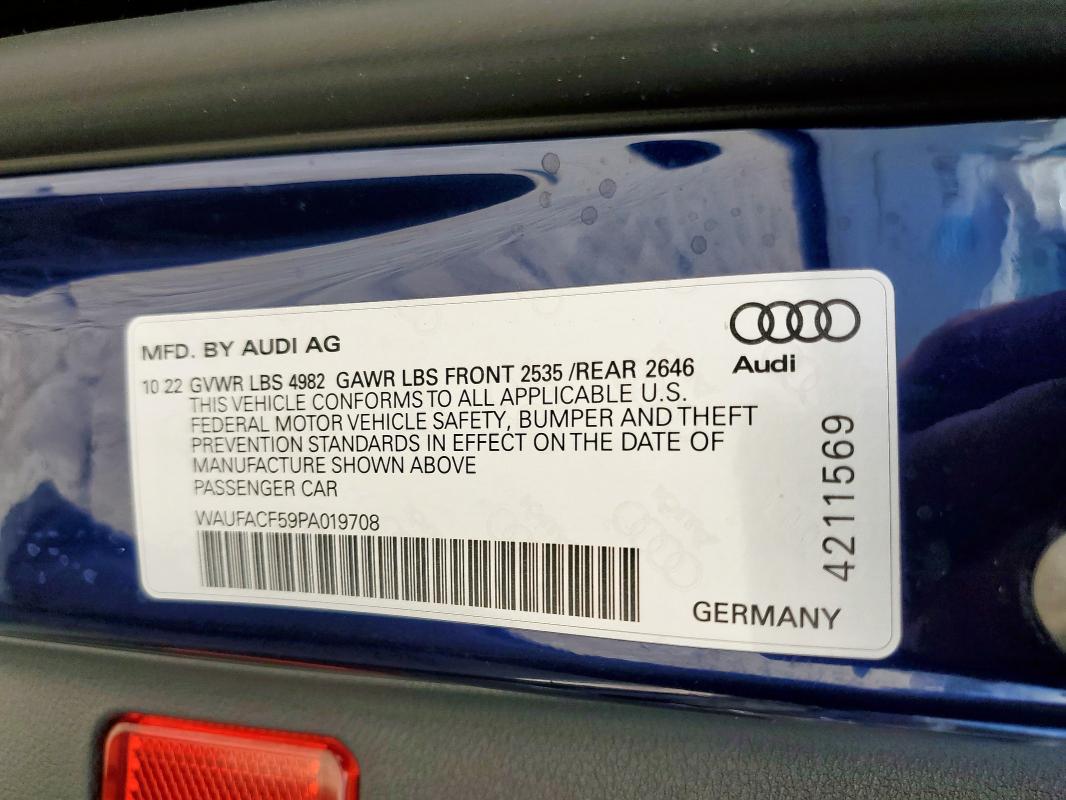 MFD. BY AUDI AG
Audi
10 22 GVWR LBS 4982 GAWR LBS FRONT 2535 /REAR 2646
THIS VEHICLE CONFORMS TO ALL APPLICABLE U.S.
FEDERAL MOTOR VEHICLE SAFETY, BUMPER AND THEFT
PREVENTION STANDARDS IN EFFECT ON THE DATE OF
MANUFACTURE SHOWN ABOVE
PASSENGER CAR
WAUFACF59PA019708
4211569
GERMANY